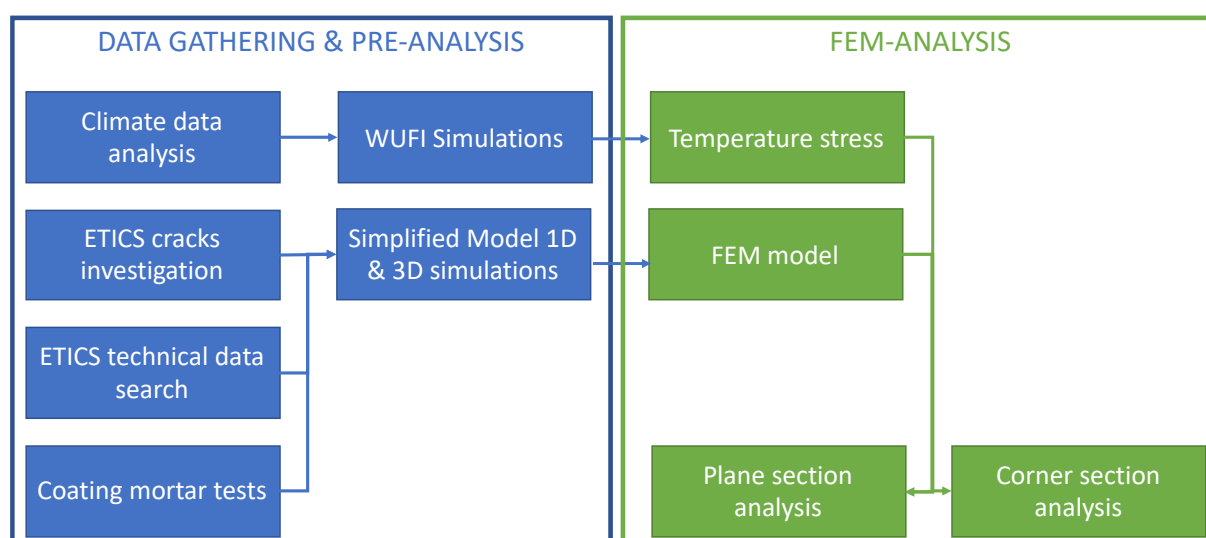 DATA GATHERING & PRE-ANALYSIS
Climate data
analysis
WUFI Simulations
ETICS cracks
investigation
Simplified Model 1D
& 3D simulations
ETICS technical data
search
Coating mortar tests
FEM-ANALYSIS
Temperature stress
FEM model
Plane section
analysis
Corner section
analysis